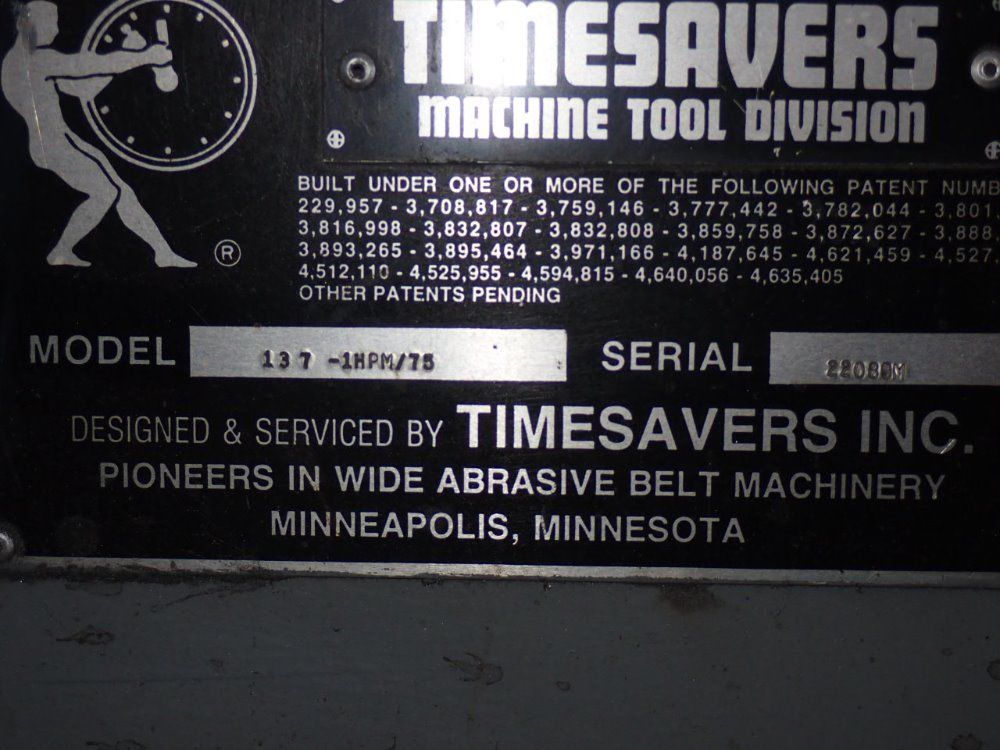 TIMESAVERS
MACHINE TOOL DIVISION
BUILT UNDER ONE OR MORE OF THE FOLLOWING PATENT NUMB
229,957 - 3,708,817 - 3,759,146 - 3,777,442 - 3,782,044 - 3,801
3,816,998 - 3,832,807 - 3,832,808 - 3,859,758 - 3,872,627 - 3,888,
3,893,265 - 3,895,464 - 3,971,166 - 4,187,645 - 4,621,459 - 4,527,
4,512,110 - 4,525,955 - 4,594,815 - 4,640,056 - 4,635,405
OTHER PATENTS PENDING
®
MODEL 137 -1HPM/75 SERIAL
DESIGNED & SERVICED BY TIMESAVERS INC.
PIONEERS IN WIDE ABRASIVE BELT MACHINERY
MINNEAPOLIS, MINNESOTA